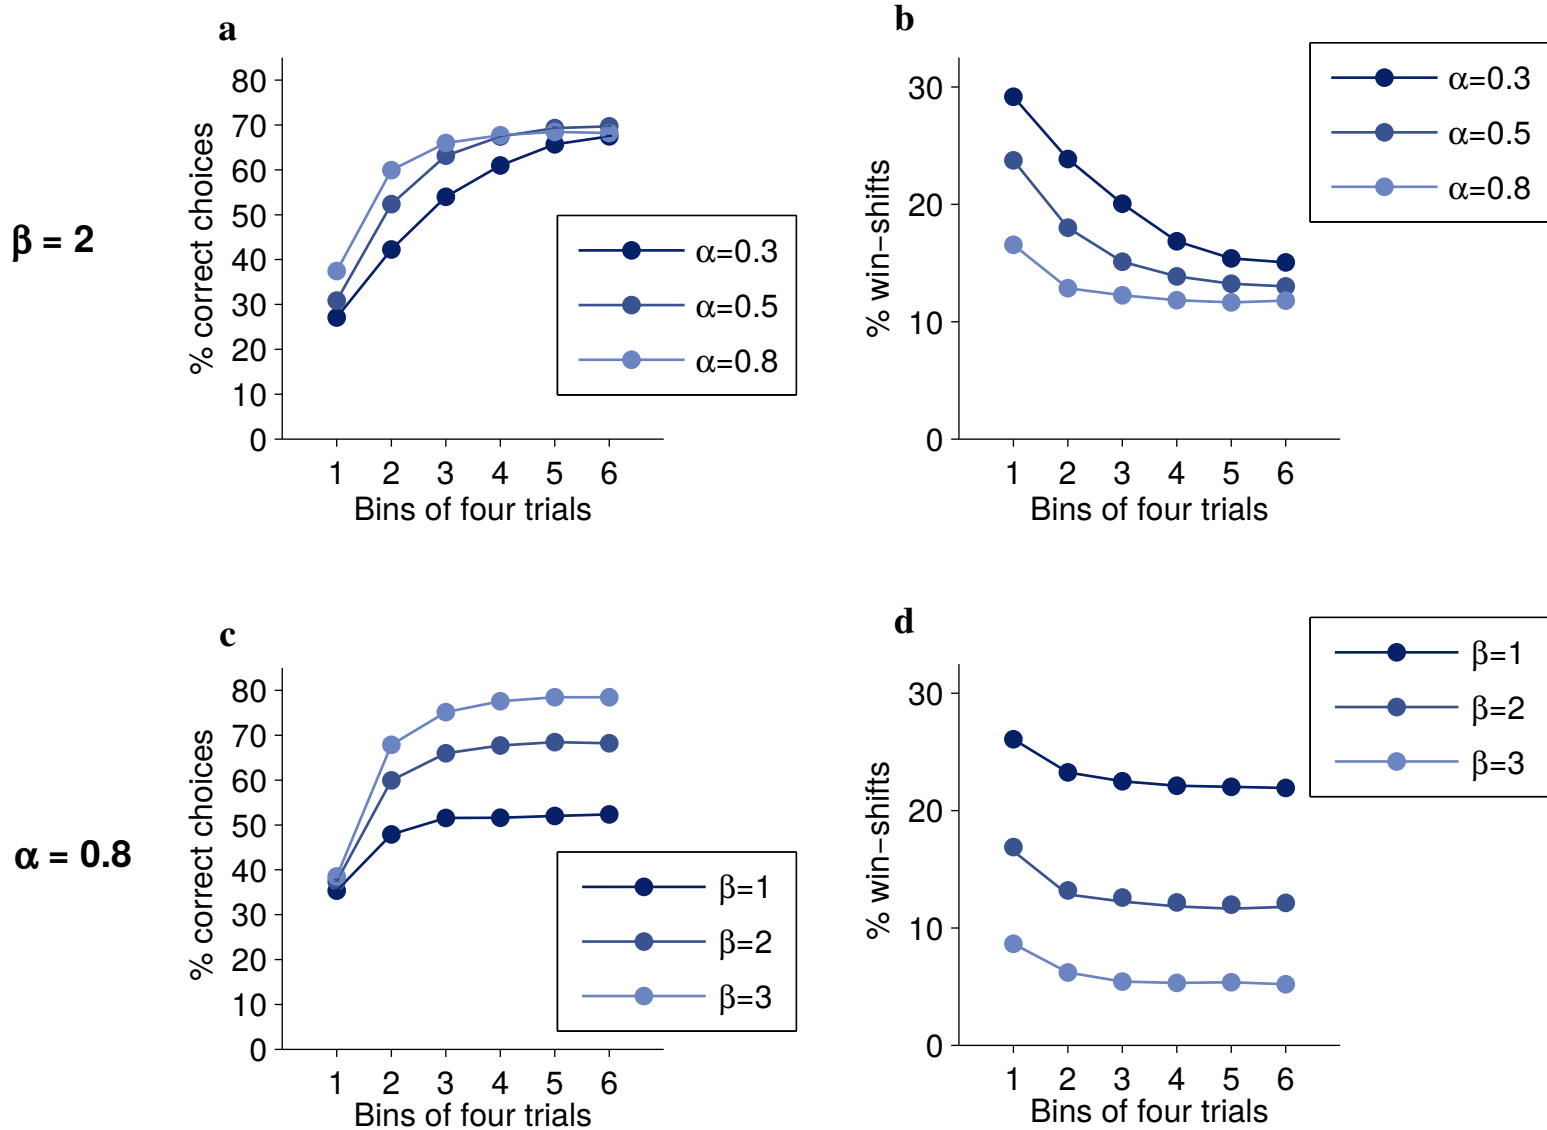 a
80
70
60
50
40
30
20
10
0
% correct choices
1 2 3 4 5 6
Bins of four trials
α=0.3
α=0.5
α=0.8
b
30
20
10
0
% win−shifts
1 2 3 4 5 6
Bins of four trials
α=0.3
α=0.5
α=0.8
β = 2
c
80
70
60
50
40
30
20
10
0
% correct choices
1 2 3 4 5 6
Bins of four trials
β=1
β=2
β=3
d
30
20
10
0
% win−shifts
1 2 3 4 5 6
Bins of four trials
β=1
β=2
β=3
α = 0.8